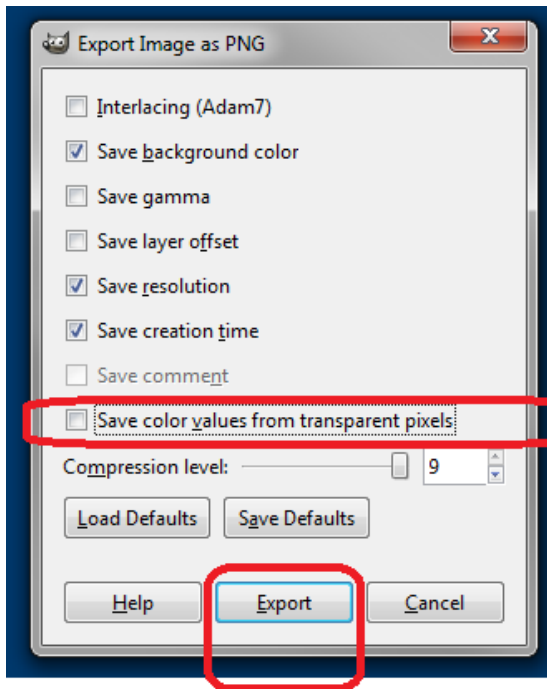 Export Image as PNG
Interlacing (Adam7)
Save background color
Save gamma
Save layer offset
Save resolution
Save creation time
Save comment
Save color values from transparent pixels
Compression level: 9
Load Defaults Save Defaults
Help Export Cancel